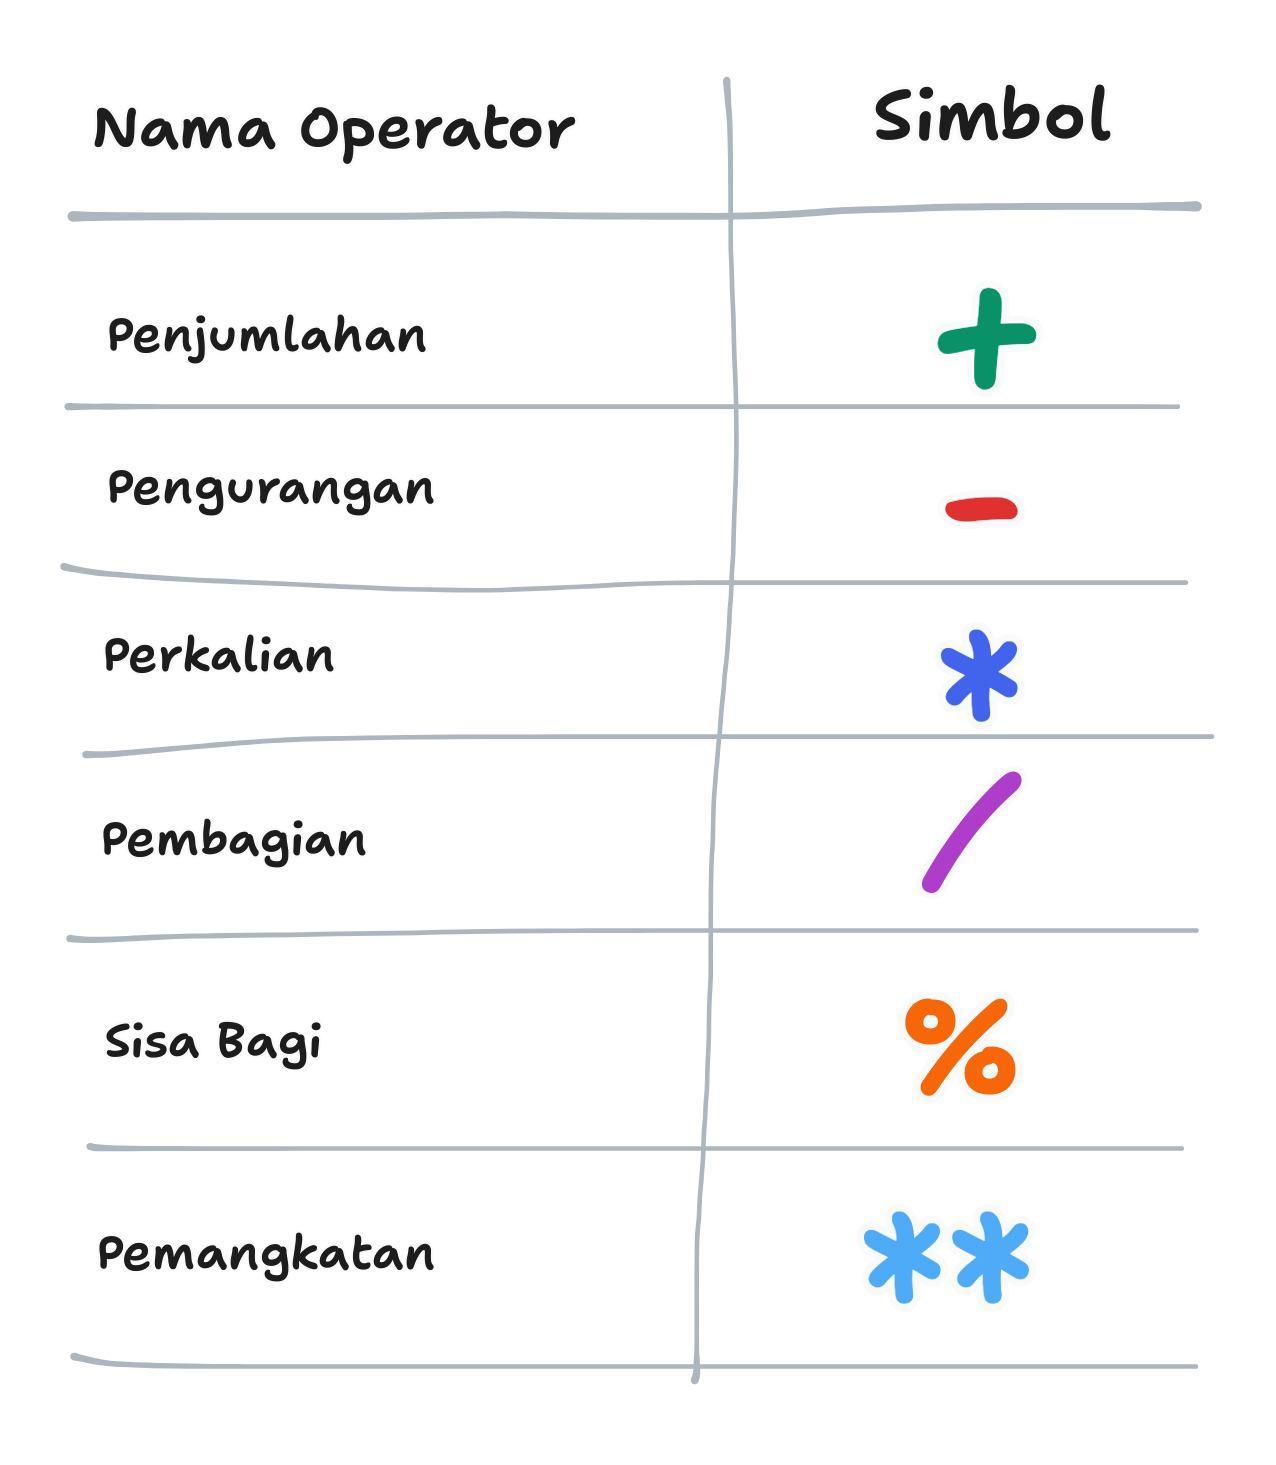 Nama Operator Simbol
Penjumlahan +
Pengurangan -
Perkalian *
Pembagian /
Sisa Bagi %
Pemangkatan **